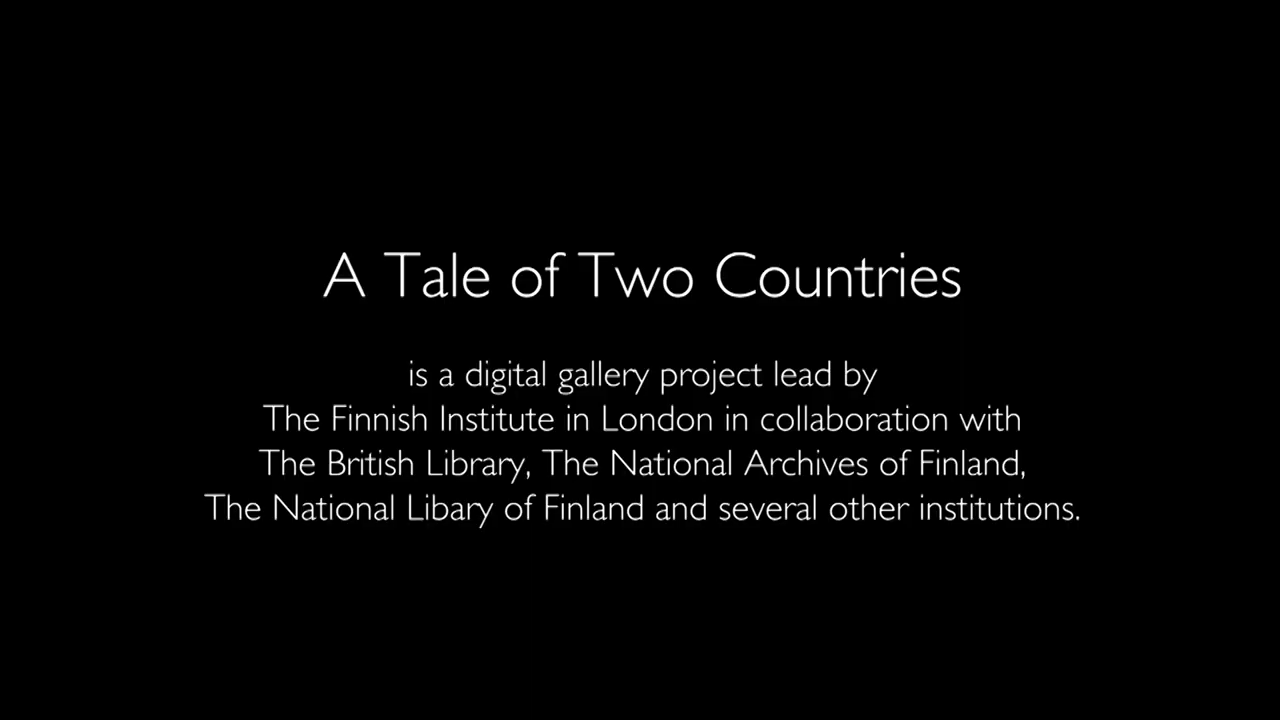 A Tale of Two Countries
is a digital gallery project lead by
The Finnish Institute in London in collaboration with
The British Library, The National Archives of Finland,
The National Libary of Finland and several other institutions.